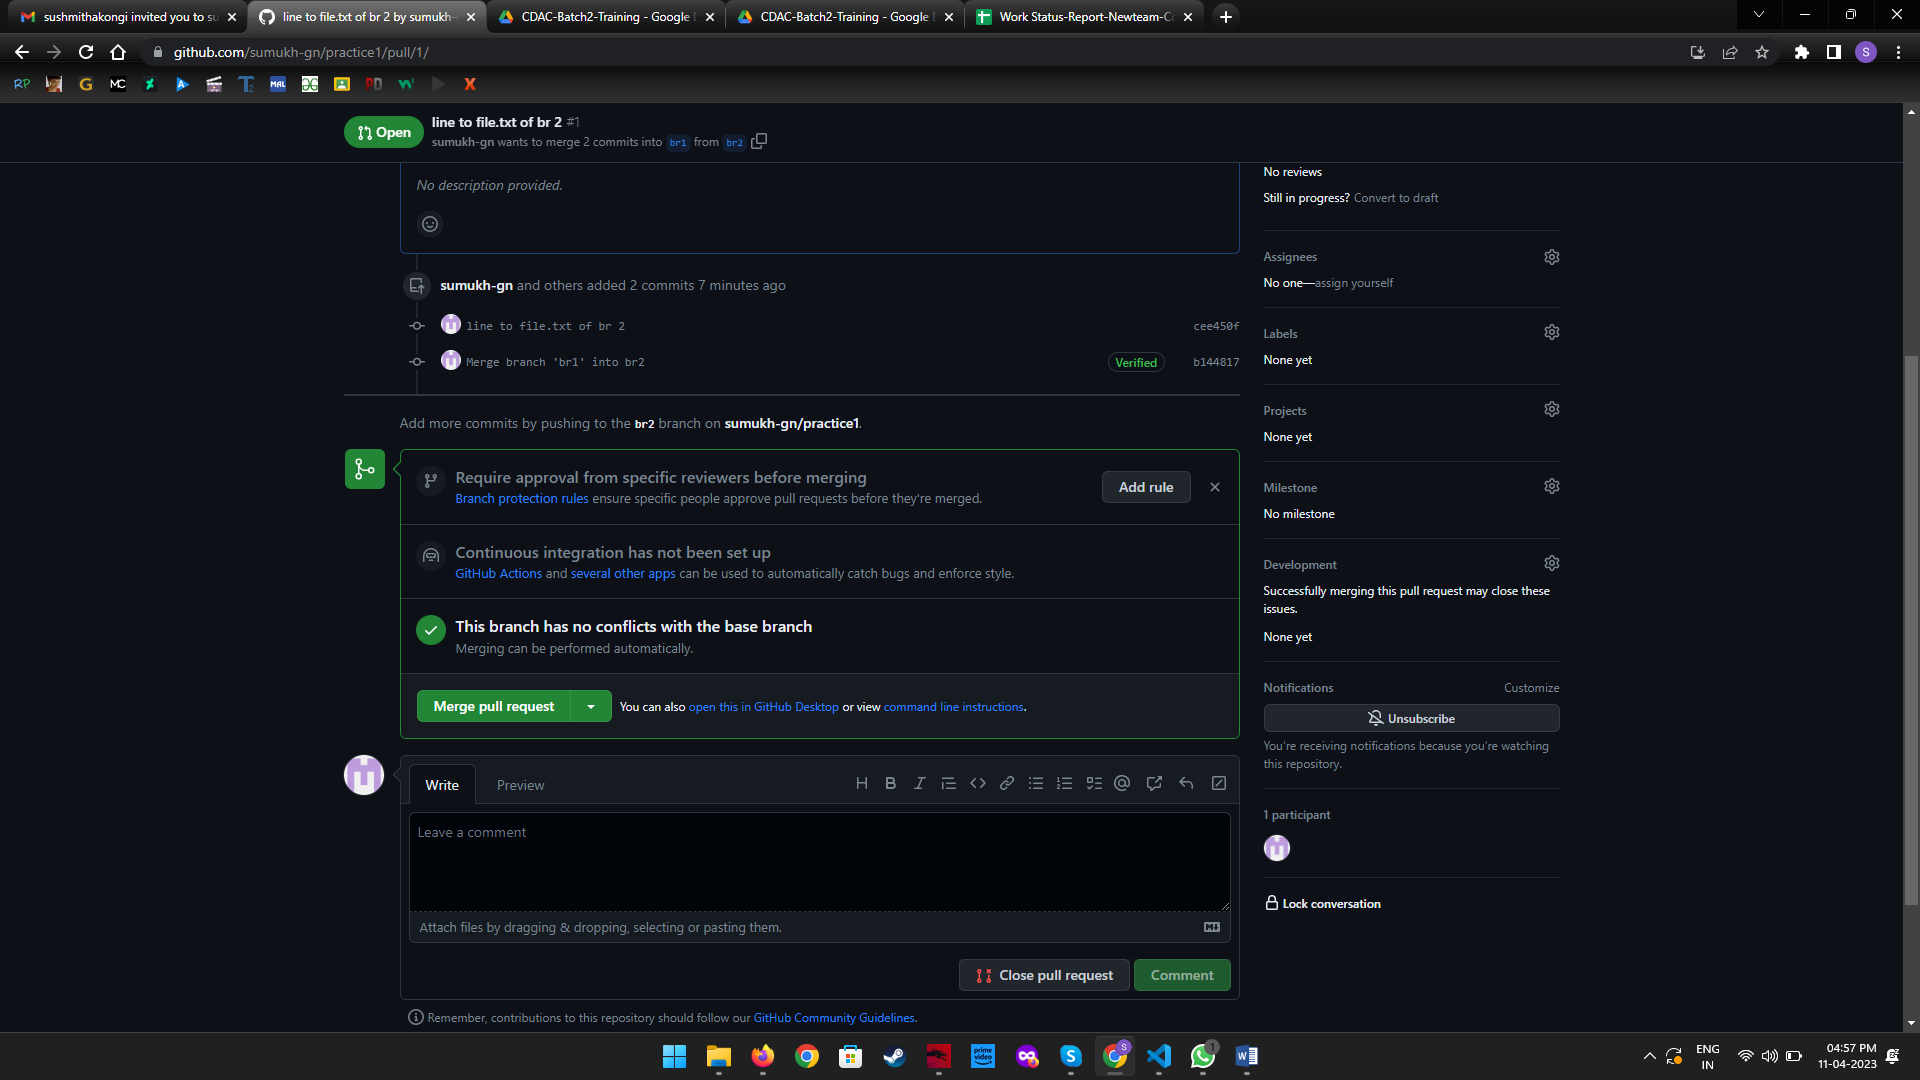 sushmithakongi invited you to su
line to file.txt of br 2 by sumukh-
CDAC-Batch2-Training - Google D
CDAC-Batch2-Training - Google D
Work Status-Report-Newteam-Co
github.com/sumukh-gn/practice1/pull/1/
S
RP
G
MC
MAL
Open
line to file.txt of br 2 #1
sumukh-gn wants to merge 2 commits into br1 from br2
No description provided.
sumukh-gn and others added 2 commits 7 minutes ago
line to file.txt of br 2
cee450f
Merge branch 'br1' into br2
Verified
b144817
Add more commits by pushing to the br2 branch on sumukh-gn/practice1.
Require approval from specific reviewers before merging
Branch protection rules ensure specific people approve pull requests before they're merged.
Add rule
Continuous integration has not been set up
GitHub Actions and several other apps can be used to automatically catch bugs and enforce style.
This branch has no conflicts with the base branch
Merging can be performed automatically.
Merge pull request
You can also open this in GitHub Desktop or view command line instructions.
Write
Preview
Leave a comment
Attach files by dragging & dropping, selecting or pasting them.
Close pull request
Comment
Remember, contributions to this repository should follow our GitHub Community Guidelines.
No reviews
Still in progress? Convert to draft
Assignees
No one—assign yourself
Labels
None yet
Projects
None yet
Milestone
No milestone
Development
Successfully merging this pull request may close these
issues.
None yet
Notifications
Customize
Unsubscribe
You're receiving notifications because you're watching
this repository.
1 participant
Lock conversation
prime
video
S
1
ENG
IN
04:57 PM
11-04-2023